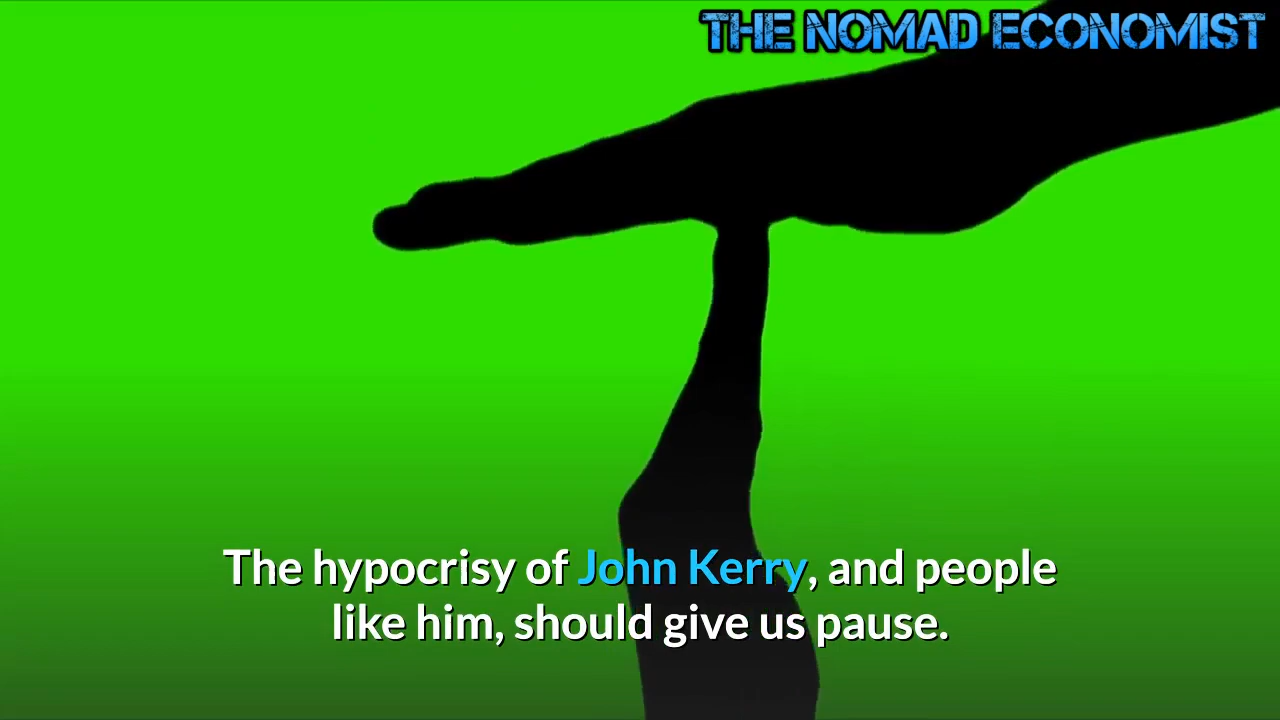 THE NOMAD ECONOMIST
The hypocrisy of John Kerry, and people
like him, should give us pause.